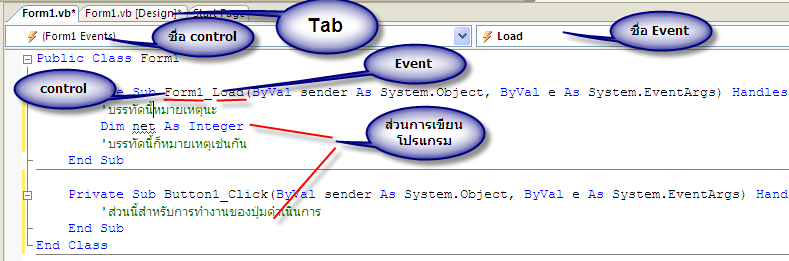 Form1.vb* Form1.vb [Design]* Start Page
Tab
(Form1 Events)
ชื่อ control
Load
ชื่อ Event
Public Class Form1
Event
control
Sub Form1_Load(ByVal sender As System.Object, ByVal e As System.EventArgs) Handles
'บรรทัดนี้หมายเหตุนะ
Dim net As Integer
ส่วนการเขียน
โปรแกรม
'บรรทัดนี้ก็หมายเหตุเช่นกัน
End Sub
Private Sub Button1_Click(ByVal sender As System.Object, ByVal e As System.EventArgs) Hand
'ส่วนนี้สำหรับการทำงานของปุ่มดำเนินการ
End Sub
End Class